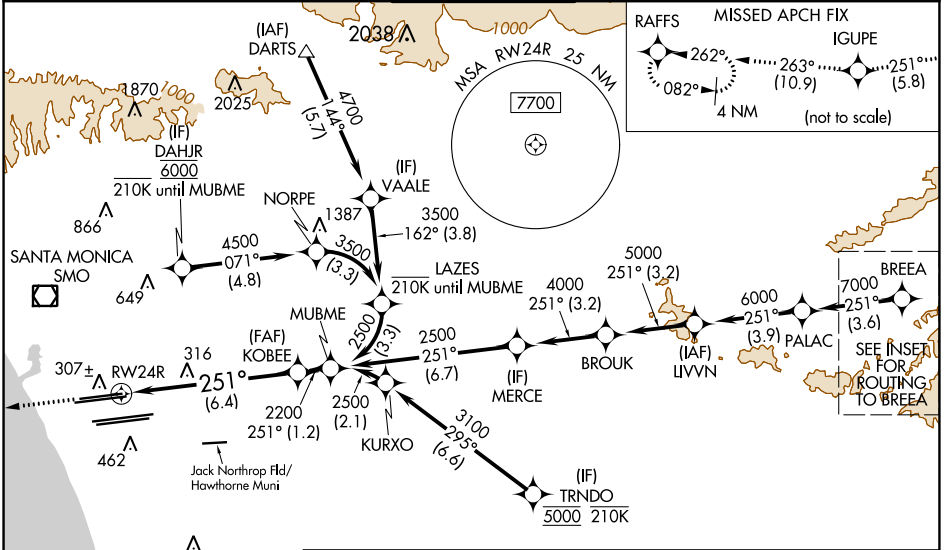 (IAF)
DARTS
2038
1000
MISSED APCH FIX
RAFFS
IGUPE
262°
263°
(10.9)
251°
(5.8)
082°
4 NM
(not to scale)
MSA RW24R 25 NM
7700
1870
1000
2025
4700
144°
(5.7)
(IF)
DAHJR
6000
210K until MUBME
(IF)
VAALE
NORPE
1387
3500
162° (3.8)
866
4500
071°
(4.8)
3500
(3.3)
SANTA MONICA
SMO
649
LAZES
210K until MUBME
5000
251° (3.2)
4000
251° (3.2)
BREEA
7000
251°
(3.6)
6000
251°
(3.9)
PALAC
MUBME
2500
(3.3)
2500
251°
(6.7)
BROUK
(IAF)
LIVVN
SEE INSET
FOR
ROUTING
TO BREEA
(FAF)
KOBEE
316
307±
RW24R
251°
(6.4)
(IF)
MERCE
2200
251° (1.2)
2500
(2.1)
KURXO
3100
295°
(6.6)
462
Jack Northrop Fld/
Hawthorne Muni
(IF)
TRNDO
5000 210K